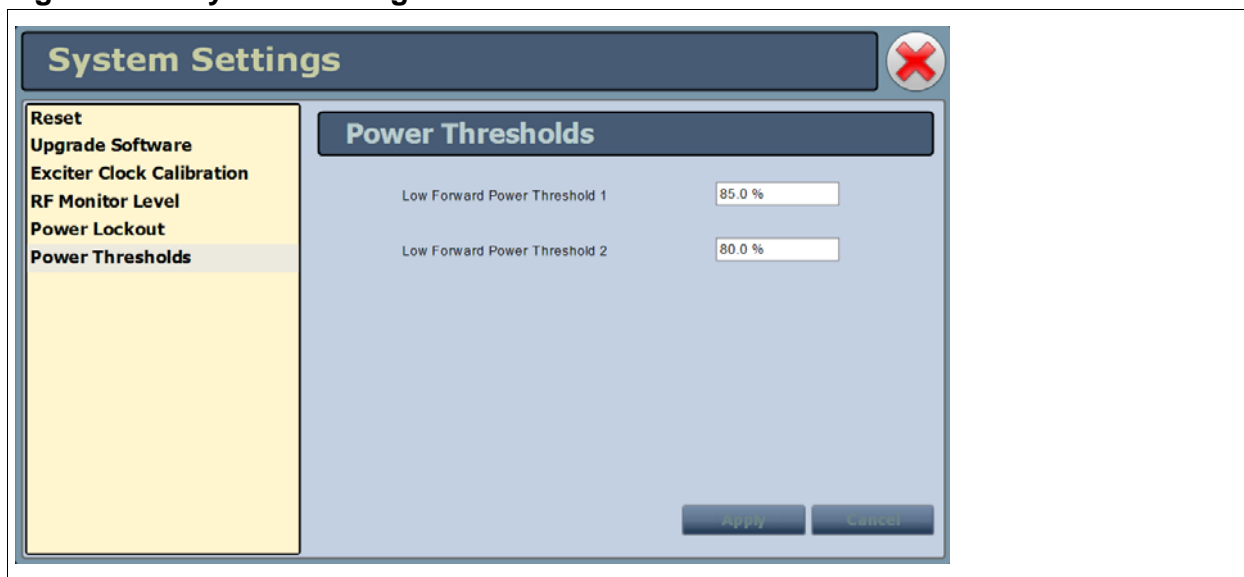 System Settings
Reset
Upgrade Software
Exciter Clock Calibration
RF Monitor Level
Power Lockout
Power Thresholds
Power Thresholds
Low Forward Power Threshold 1 85.0 %
Low Forward Power Threshold 2 80.0 %
Apply Cancel